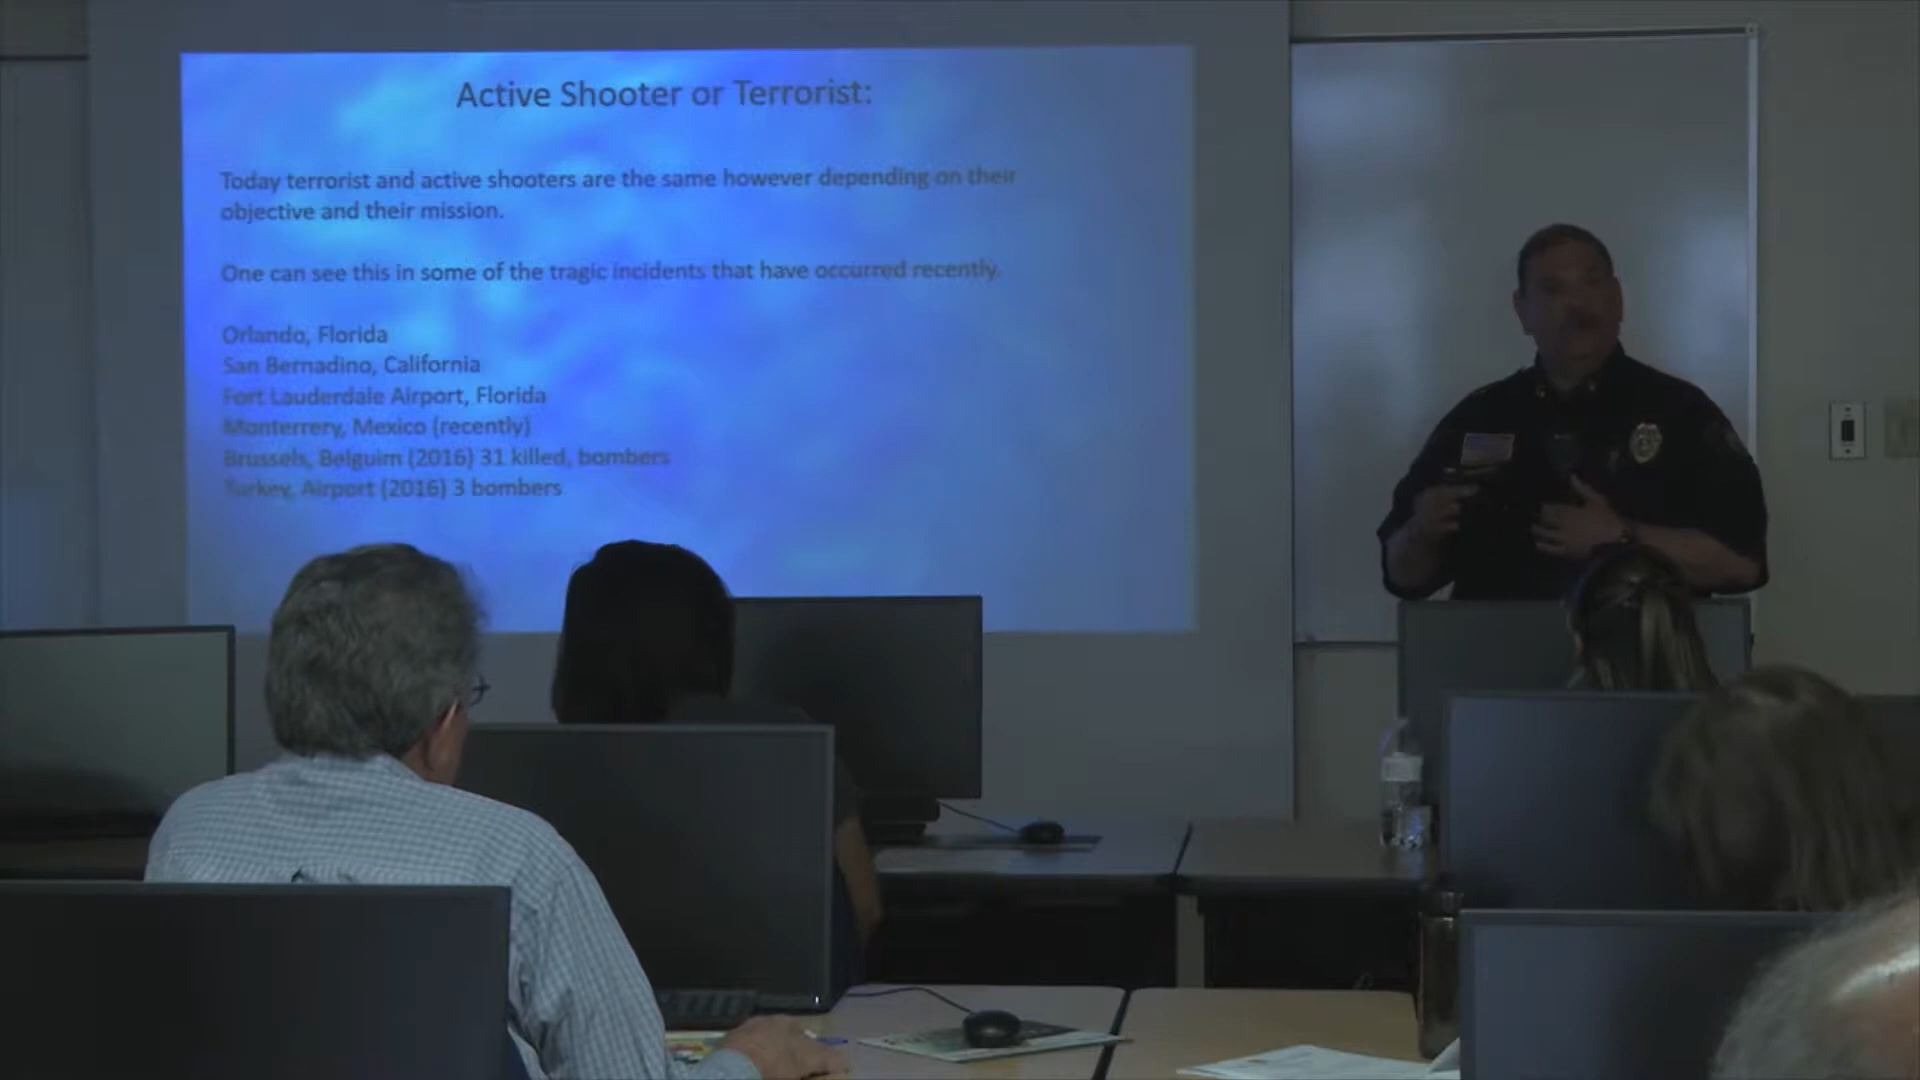 Active Shooter or Terrorist:
Today terrorist and active shooters are the same however depending on their
objective and their mission.
One can see this in some of the tragic incidents that have occurred recently.
Orlando, Florida
San Bernadino, California
Fort Lauderdale Airport, Florida
Monterrery, Mexico (recently)
Brussels, Belguim (2016) 31 killed, bombers
Turkey, Airport (2016) 3 bombers